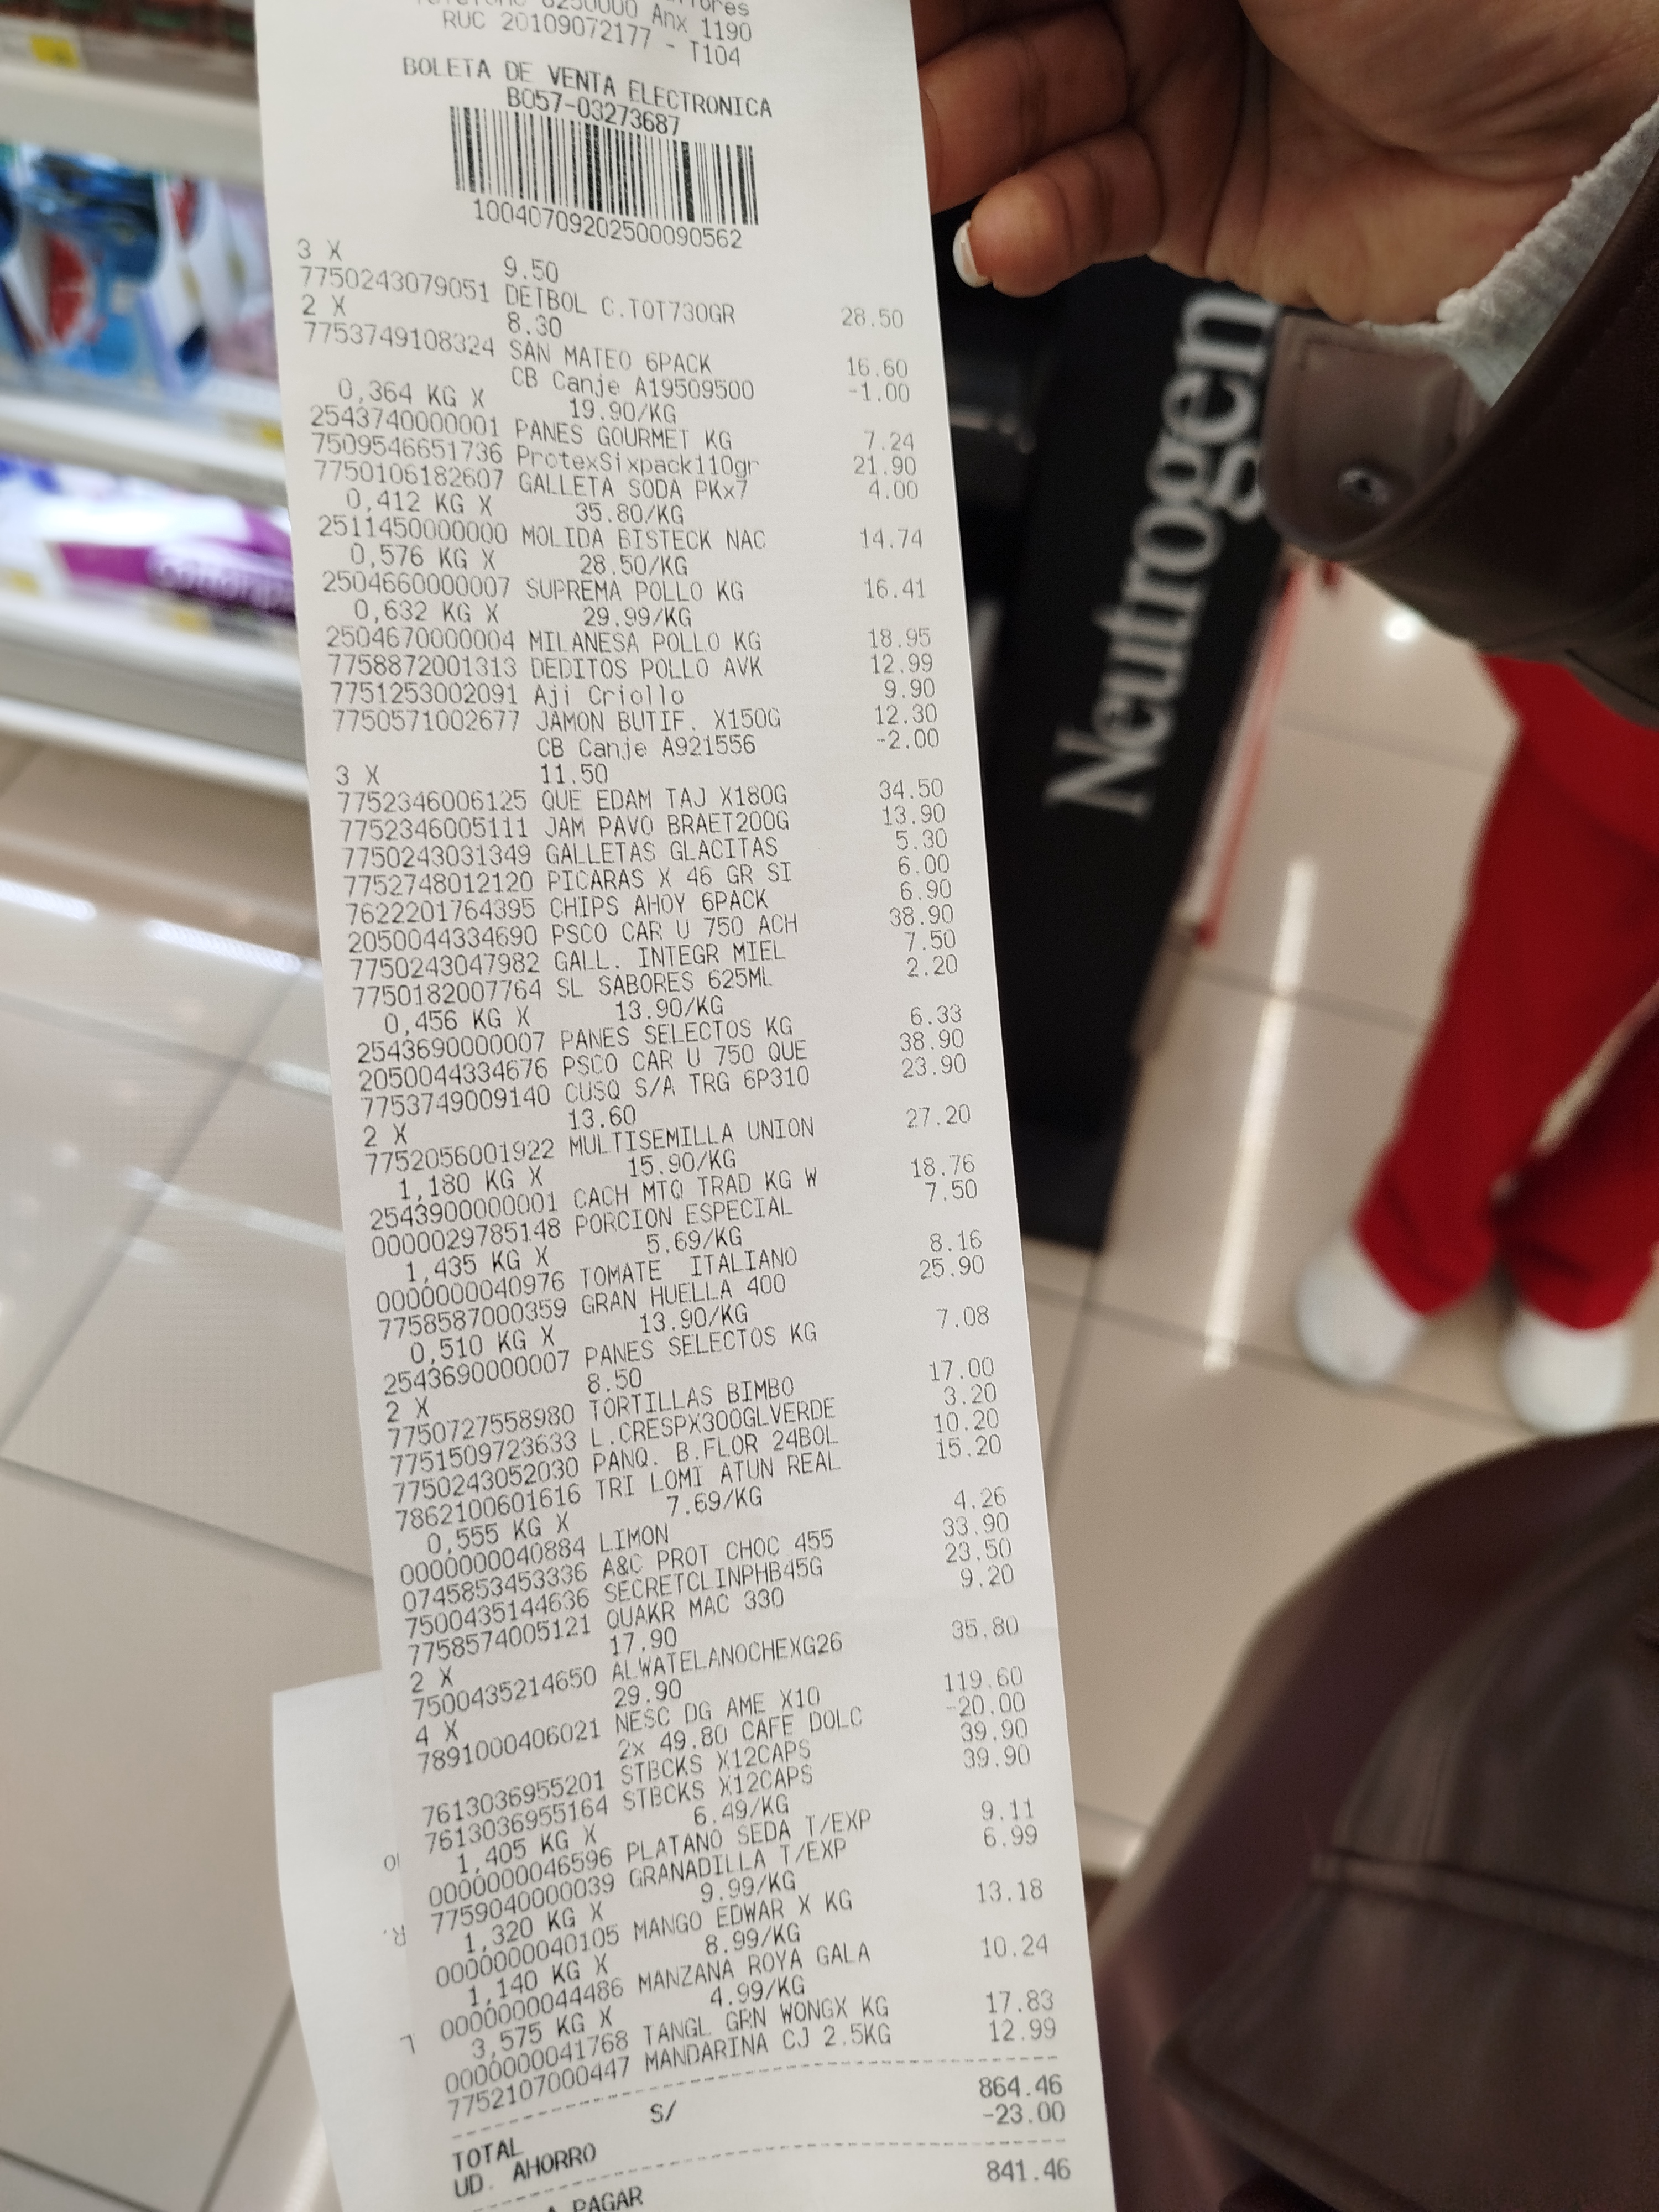 Anx 1190
RUC 20109072177 - T104
BOLETA DE VENTA ELECTRONICA
B057-03273687
10040709202500090562
3 X 9.50
7750243079051 DETBOL C.TOT730GR 28.50
2 X 8.30
7753749108324 SAN MATEO 6PACK 16.60
CB Canje A19509500 -1.00
0,364 KG X 19.90/KG
2543740000001 PANES GOURMET KG 7.24
7509546651736 ProtexSixpack110gr 21.90
7750106182607 GALLETA SODA PKx7 4.00
0,412 KG X 35.80/KG
2511450000000 MOLIDA BISTECK NAC 14.74
0,576 KG X 28.50/KG
2504660000007 SUPREMA POLLO KG 16.41
0,632 KG X 29.99/KG
2504670000004 MILANESA POLLO KG 18.95
7758872001313 DEDITOS POLLO AVK 12.99
7751253002091 Aji Criollo 9.90
7750571002677 JAMON BUTIF. X150G 12.30
CB Canje A921556 -2.00
3 X 11.50
7752346006125 QUE EDAM TAJ X180G 34.50
7752346005111 JAM PAVO BRAET200G 13.90
7750243031349 GALLETAS GLACITAS 5.30
7752748012120 PICARAS X 46 GR SI 6.00
7622201764395 CHIPS AHOY 6PACK 6.90
2050044334690 PSCO CAR U 750 ACH 38.90
7750243047982 GALL. INTEGR MIEL 7.50
7750182007764 SL SABORES 625ML 2.20
0,456 KG X 13.90/KG
2543690000007 PANES SELECTOS KG 6.33
2050044334676 PSCO CAR U 750 QUE 38.90
7753749009140 CUSQ S/A TRG 6P310 23.90
2 X 13.60
7752056001922 MULTISEMILLA UNION 27.20
1,180 KG X 15.90/KG
2543900000001 CACH MTQ TRAD KG W 18.76
0000029785148 PORCION ESPECIAL 7.50
1,435 KG X 5.69/KG
0000000040976 TOMATE ITALIANO 8.16
7758587000359 GRAN HUELLA 400 25.90
0,510 KG X 13.90/KG
2543690000007 PANES SELECTOS KG 7.08
2 X 8.50
7750727558980 TORTILLAS BIMBO 17.00
7751509723633 L.CRESPX300GLVERDE 3.20
7750243052030 PANQ. B.FLOR 24BOL 10.20
7862100601616 TRI LOMI ATUN REAL 15.20
0,555 KG X 7.69/KG
0000000040884 LIMON 4.26
0745853453336 A&C PROT CHOC 455 33.90
7500435144636 SECRETCLINPHB45G 23.50
7758574005121 QUAKR MAC 330 9.20
2 X 17.90
7500435214650 ALWATELANOCHEXG26 35.80
4 X 29.90
7891000406021 NESC DG AME X10 119.60
2x 49.80 CAFE DOLC -20.00
7613036955201 STBCKS X12CAPS 39.90
7613036955164 STBCKS X12CAPS 39.90
1,405 KG X 6.49/KG
0000000046596 PLATANO SEDA T/EXP 9.11
7759040000039 GRANADILLA T/EXP 6.99
1,320 KG X 9.99/KG
0000000040105 MANGO EDWAR X KG 13.18
1,140 KG X 8.99/KG
0000000044486 MANZANA ROYA GALA 10.24
3,575 KG X 4.99/KG
0000000041768 TANGL GRN WONGX KG 17.83
7752107000447 MANDARINA CJ 2.5KG 12.99
TOTAL S/ 864.46
UD. AHORRO -23.00
A PAGAR 841.46
Neutrogen